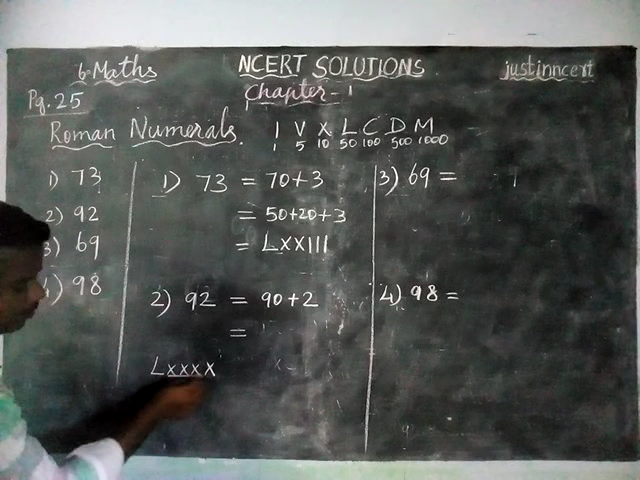 6-Maths NCERT SOLUTIONS justinncert
Pg.25 Chapter-1
Roman Numerals. I V X L C D M
1 5 10 50 100 500 1000
1) 73
2) 92
3) 69
4) 98
1) 73 = 70+3
= 50+20+3
= LXXIII
2) 92 = 90+2
=
LXXXX
3) 69 =
4) 98 =